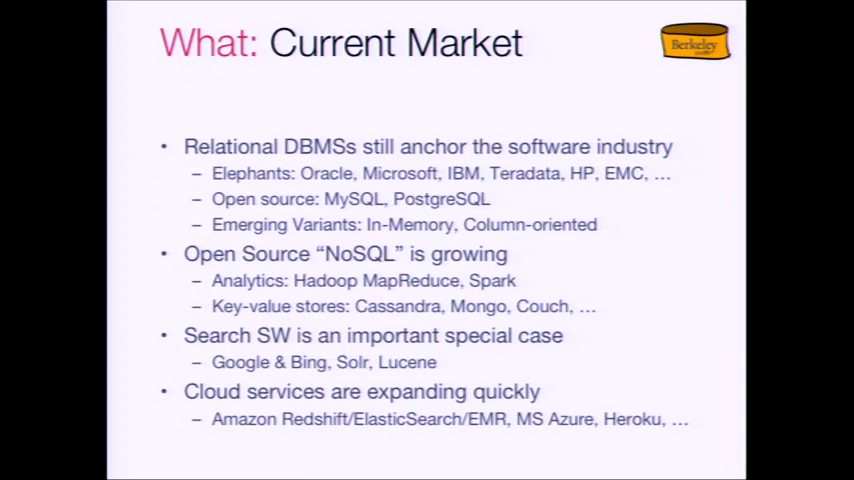 What: Current Market
Berkeley
• Relational DBMSs still anchor the software industry
– Elephants: Oracle, Microsoft, IBM, Teradata, HP, EMC, …
– Open source: MySQL, PostgreSQL
– Emerging Variants: In-Memory, Column-oriented
• Open Source “NoSQL” is growing
– Analytics: Hadoop MapReduce, Spark
– Key-value stores: Cassandra, Mongo, Couch, …
• Search SW is an important special case
– Google & Bing, Solr, Lucene
• Cloud services are expanding quickly
– Amazon Redshift/ElasticSearch/EMR, MS Azure, Heroku, …